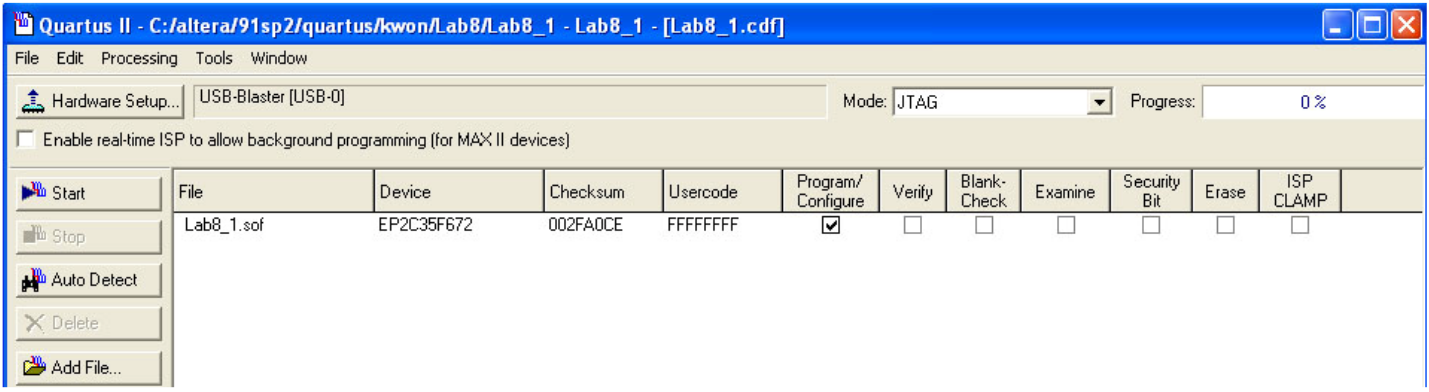 Quartus II - C:/altera/91sp2/quartus/kwon/Lab8/Lab8_1 - Lab8_1 - [Lab8_1.cdf]
File Edit Processing Tools Window
Hardware Setup... USB-Blaster [USB-0] Mode: JTAG Progress: 0 %
Enable real-time ISP to allow background programming (for MAX II devices)
Start File Device Checksum Usercode Program/ Configure Verify Blank- Check Examine Security Bit Erase ISP CLAMP
Lab8_1.sof EP2C35F672 002FA0CE FFFFFFFF
Stop
Auto Detect
Delete
Add File...